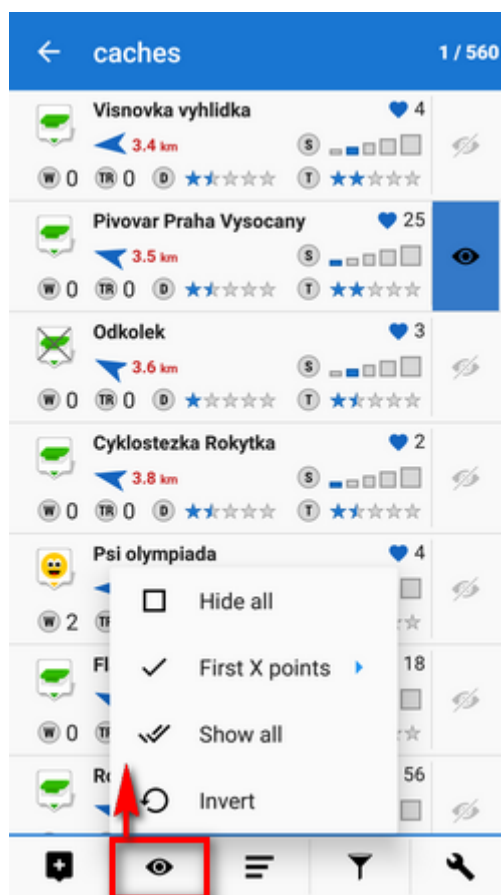 caches 1 / 560
Visnovka vyhlidka 4
3.4 km S
W 0 TR 0 D T
Pivovar Praha Vysocany 25
3.5 km S
W 0 TR 0 D T
Odkolek 3
3.6 km S
W 0 TR 0 D T
Cyklostezka Rokytka 2
3.8 km S
W 0 TR 0 D T
Psi olympiada 4
Hide all
W 2
Fl 18
First X points
W 0
Show all
56
Invert